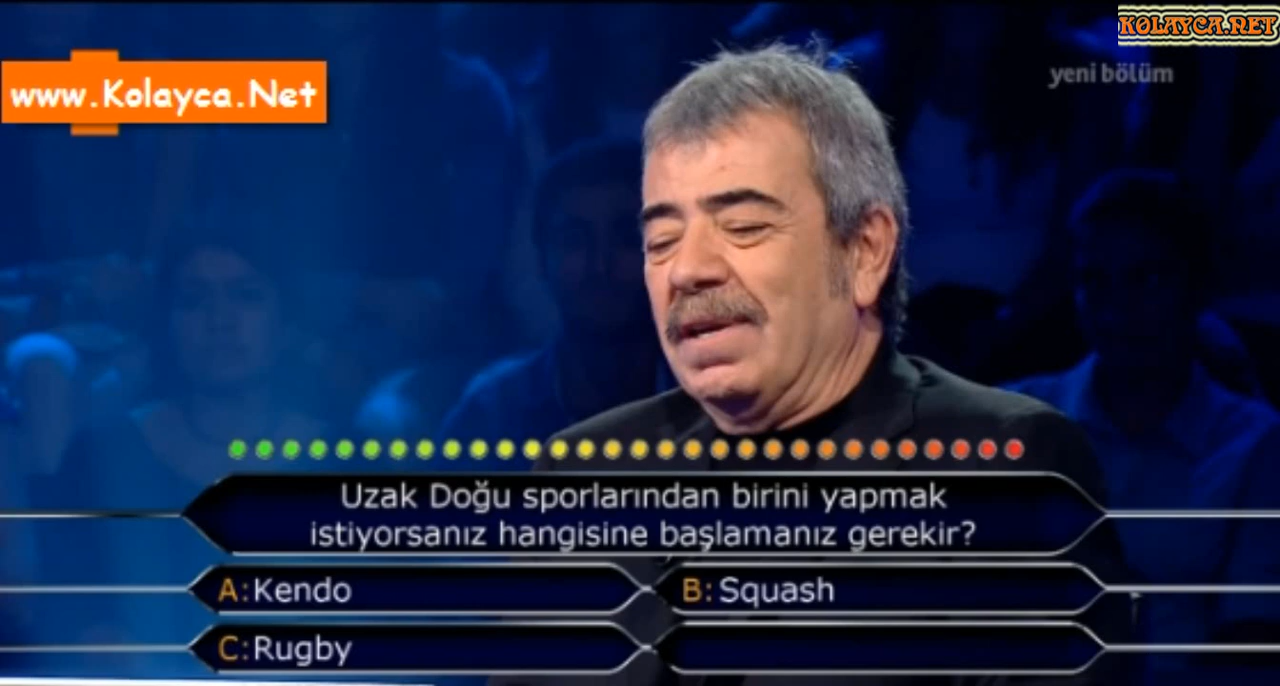 KOLAYCA.NET
www.Kolayca.Net
yeni bölüm
Uzak Doğu sporlarından birini yapmak
istiyorsanız hangisine başlamanız gerekir?
A: Kendo
B: Squash
C: Rugby